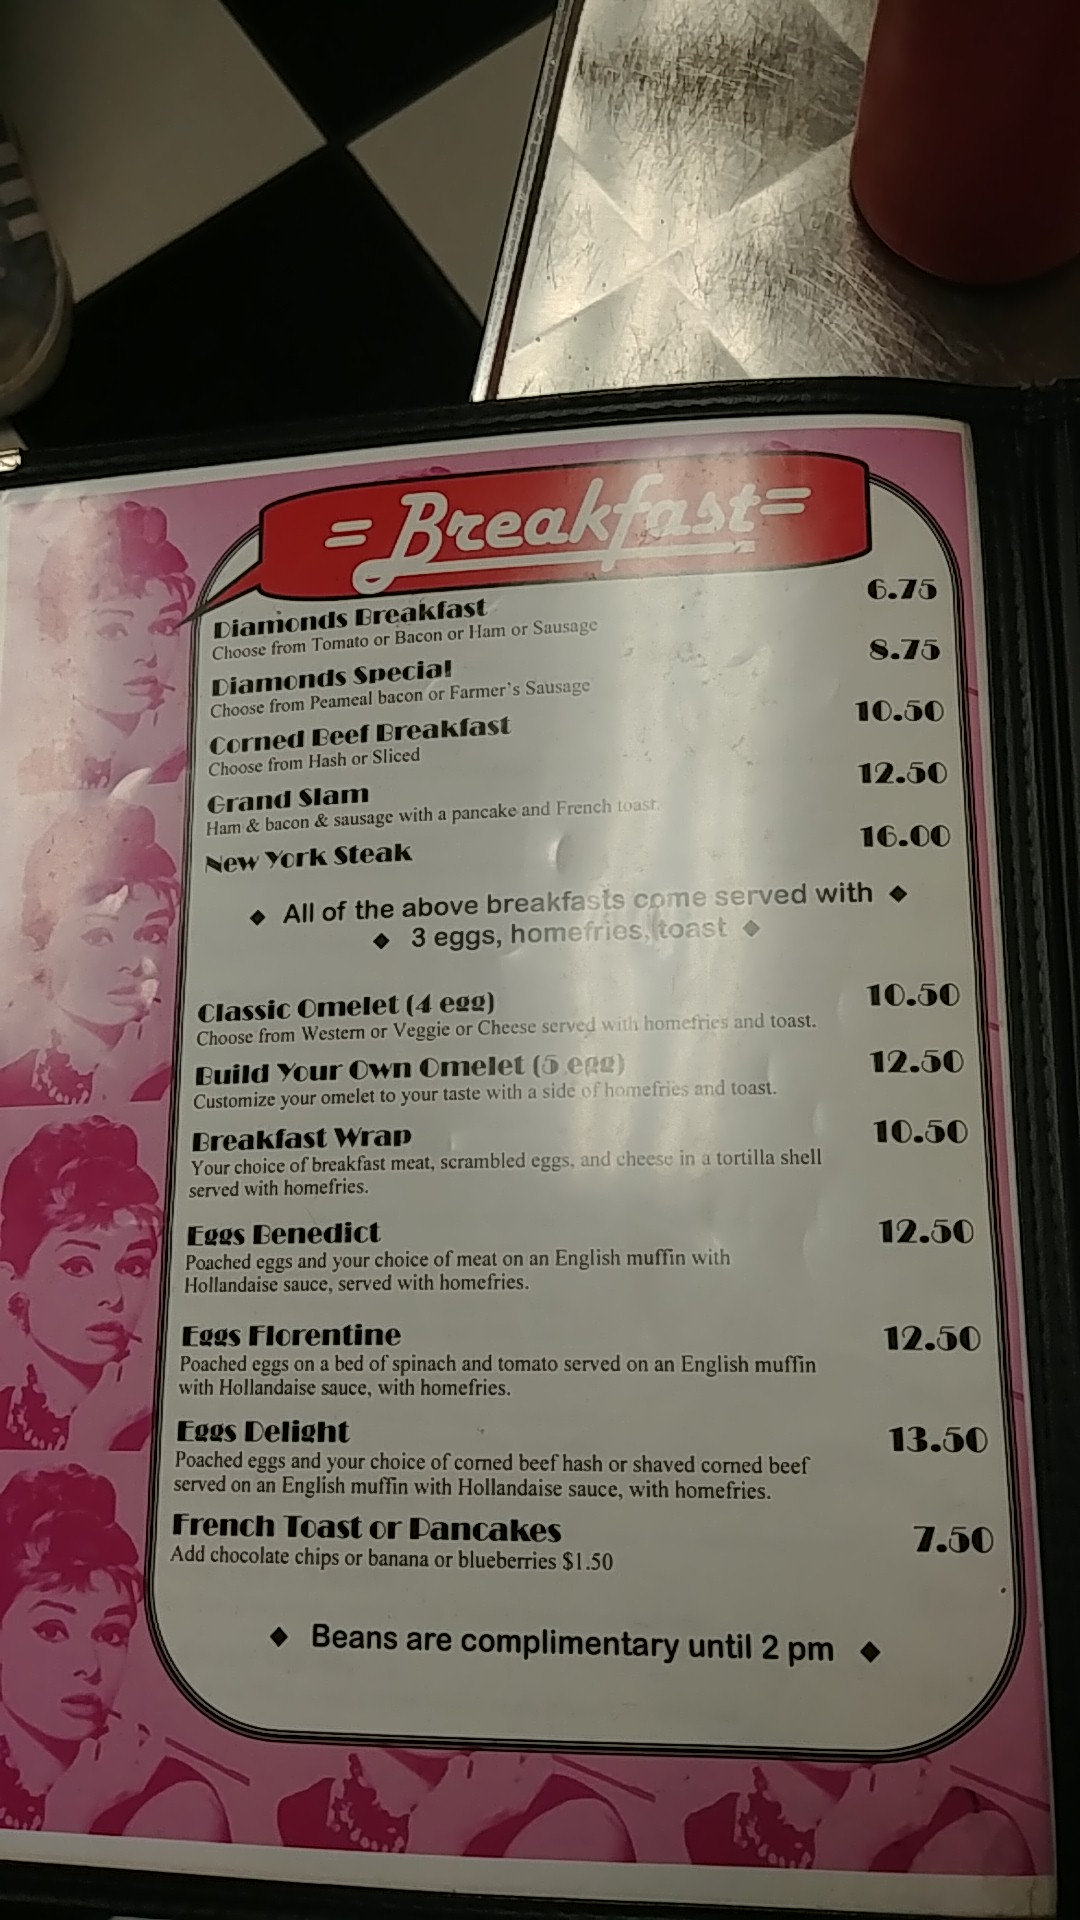 =Breakfast=
Diamonds Breakfast 6.75
Choose from Tomato or Bacon or Ham or Sausage
Diamonds Special 8.75
Choose from Peameal bacon or Farmer's Sausage
Corned Beef Breakfast 10.50
Choose from Hash or Sliced
Grand Slam 12.50
Ham & bacon & sausage with a pancake and French toast.
New York Steak 16.00
◆ All of the above breakfasts come served with ◆
◆ 3 eggs, homefries, toast ◆
Classic Omelet (4 egg) 10.50
Choose from Western or Veggie or Cheese served with homefries and toast.
Build Your Own Omelet (5 egg) 12.50
Customize your omelet to your taste with a side of homefries and toast.
Breakfast Wrap 10.50
Your choice of breakfast meat, scrambled eggs, and cheese in a tortilla shell
served with homefries.
Eggs Benedict 12.50
Poached eggs and your choice of meat on an English muffin with
Hollandaise sauce, served with homefries.
Eggs Florentine 12.50
Poached eggs on a bed of spinach and tomato served on an English muffin
with Hollandaise sauce, with homefries.
Eggs Delight 13.50
Poached eggs and your choice of corned beef hash or shaved corned beef
served on an English muffin with Hollandaise sauce, with homefries.
French Toast or Pancakes 7.50
Add chocolate chips or banana or blueberries $1.50
◆ Beans are complimentary until 2 pm ◆